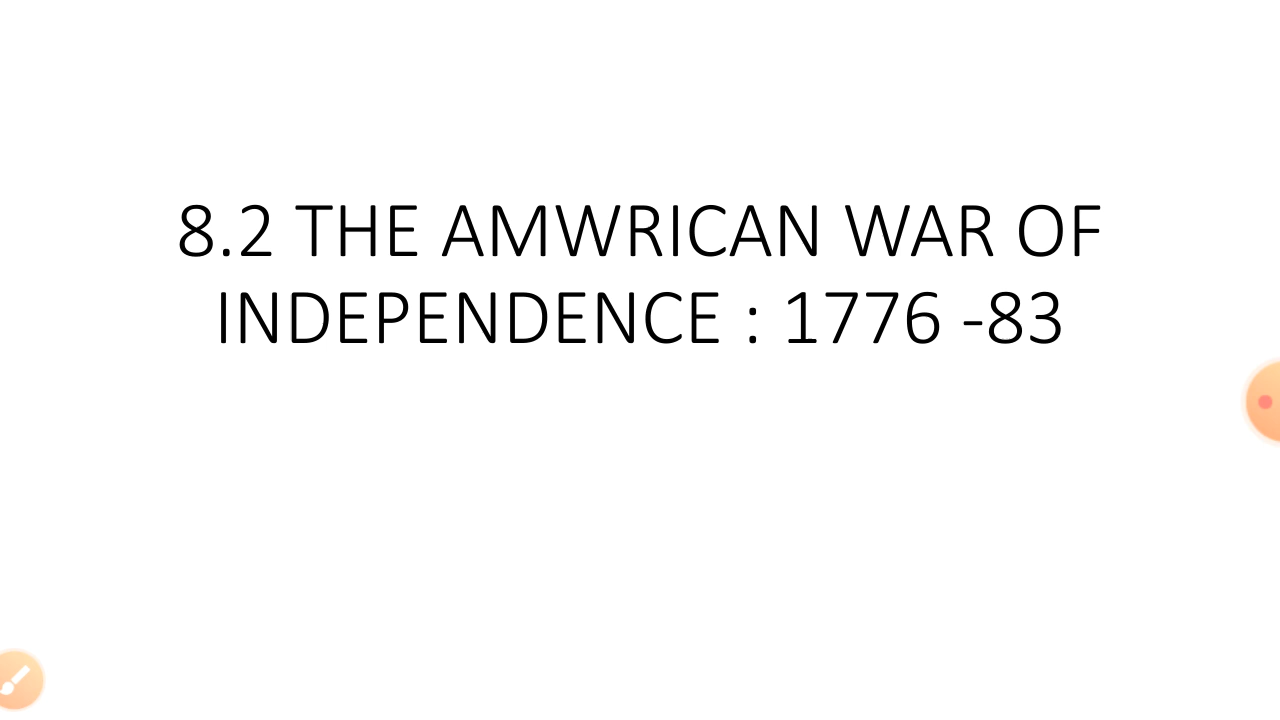 8.2 THE AMWRICAN WAR OF
INDEPENDENCE : 1776 -83